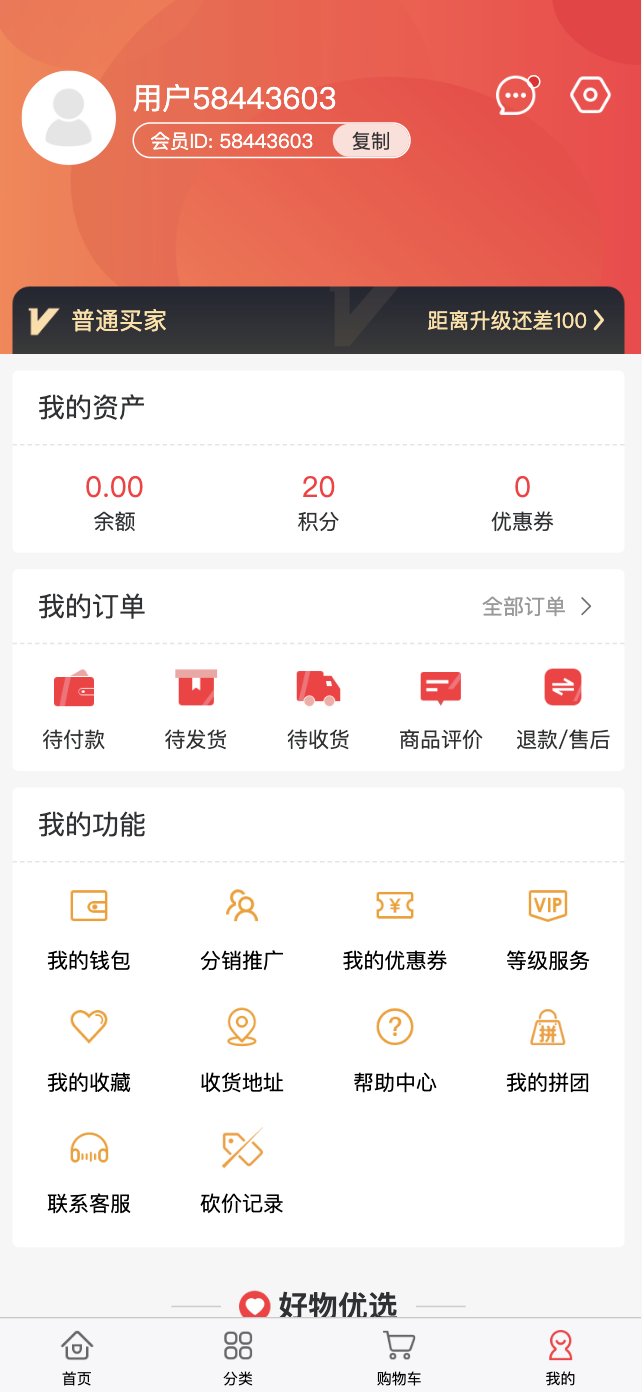 用户58443603
会员ID: 58443603 复制
普通买家 距离升级还差100
我的资产
0.00 20 0
余额 积分 优惠券
我的订单 全部订单
待付款 待发货 待收货 商品评价 退款/售后
我的功能
VIP
我的钱包 分销推广 我的优惠券 等级服务
拼
我的收藏 收货地址 帮助中心 我的拼团
联系客服 砍价记录
好物优选
首页 分类 购物车 我的